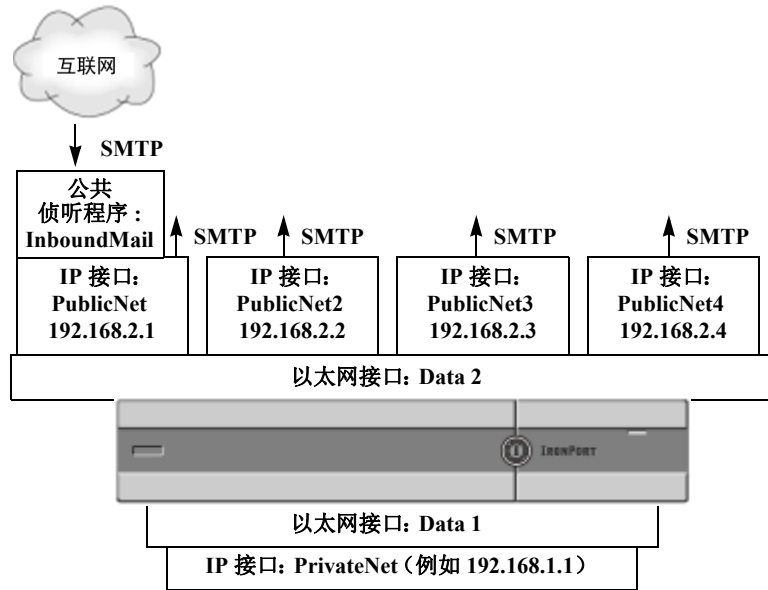 互联网
SMTP
公共
侦听程序：
InboundMail
SMTP
SMTP
SMTP
SMTP
IP 接口：
PublicNet
192.168.2.1
IP 接口：
PublicNet2
192.168.2.2
IP 接口：
PublicNet3
192.168.2.3
IP 接口：
PublicNet4
192.168.2.4
以太网接口：Data 2
IRONPORT
以太网接口：Data 1
IP 接口：PrivateNet（例如 192.168.1.1）